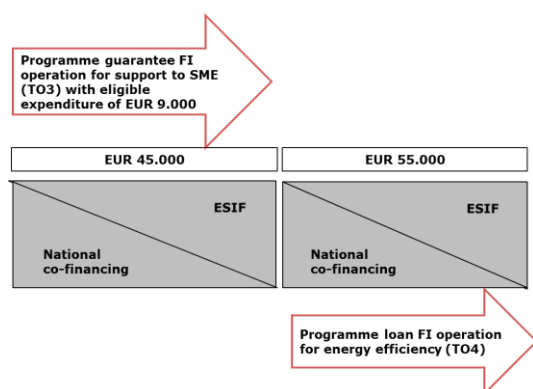 Programme guarantee FI
operation for support to SME
(TO3) with eligible
expenditure of EUR 9.000
EUR 45.000
EUR 55.000
ESIF
ESIF
National
co-financing
National
co-financing
Programme loan FI operation
for energy efficiency (TO4)